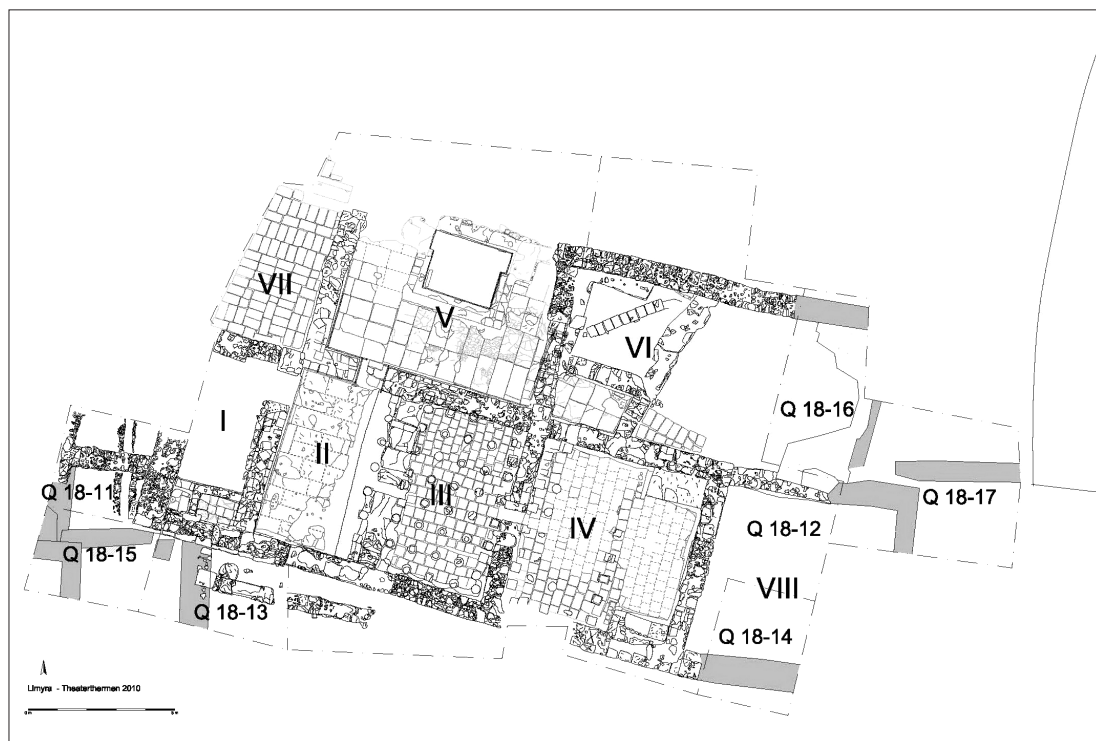 VII
V
VI
I
II
III
IV
VIII
Q 18-16
Q 18-17
Q 18-11
Q 18-12
Q 18-15
Q 18-13
Q 18-14
Limyra - Theaterthermen 2010